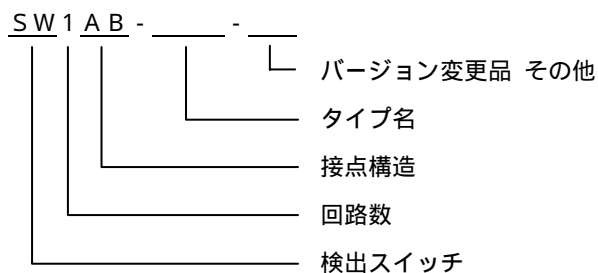 SW1AB- -
バージョン変更品 その他
タイプ名
接点構造
回路数
検出スイッチ